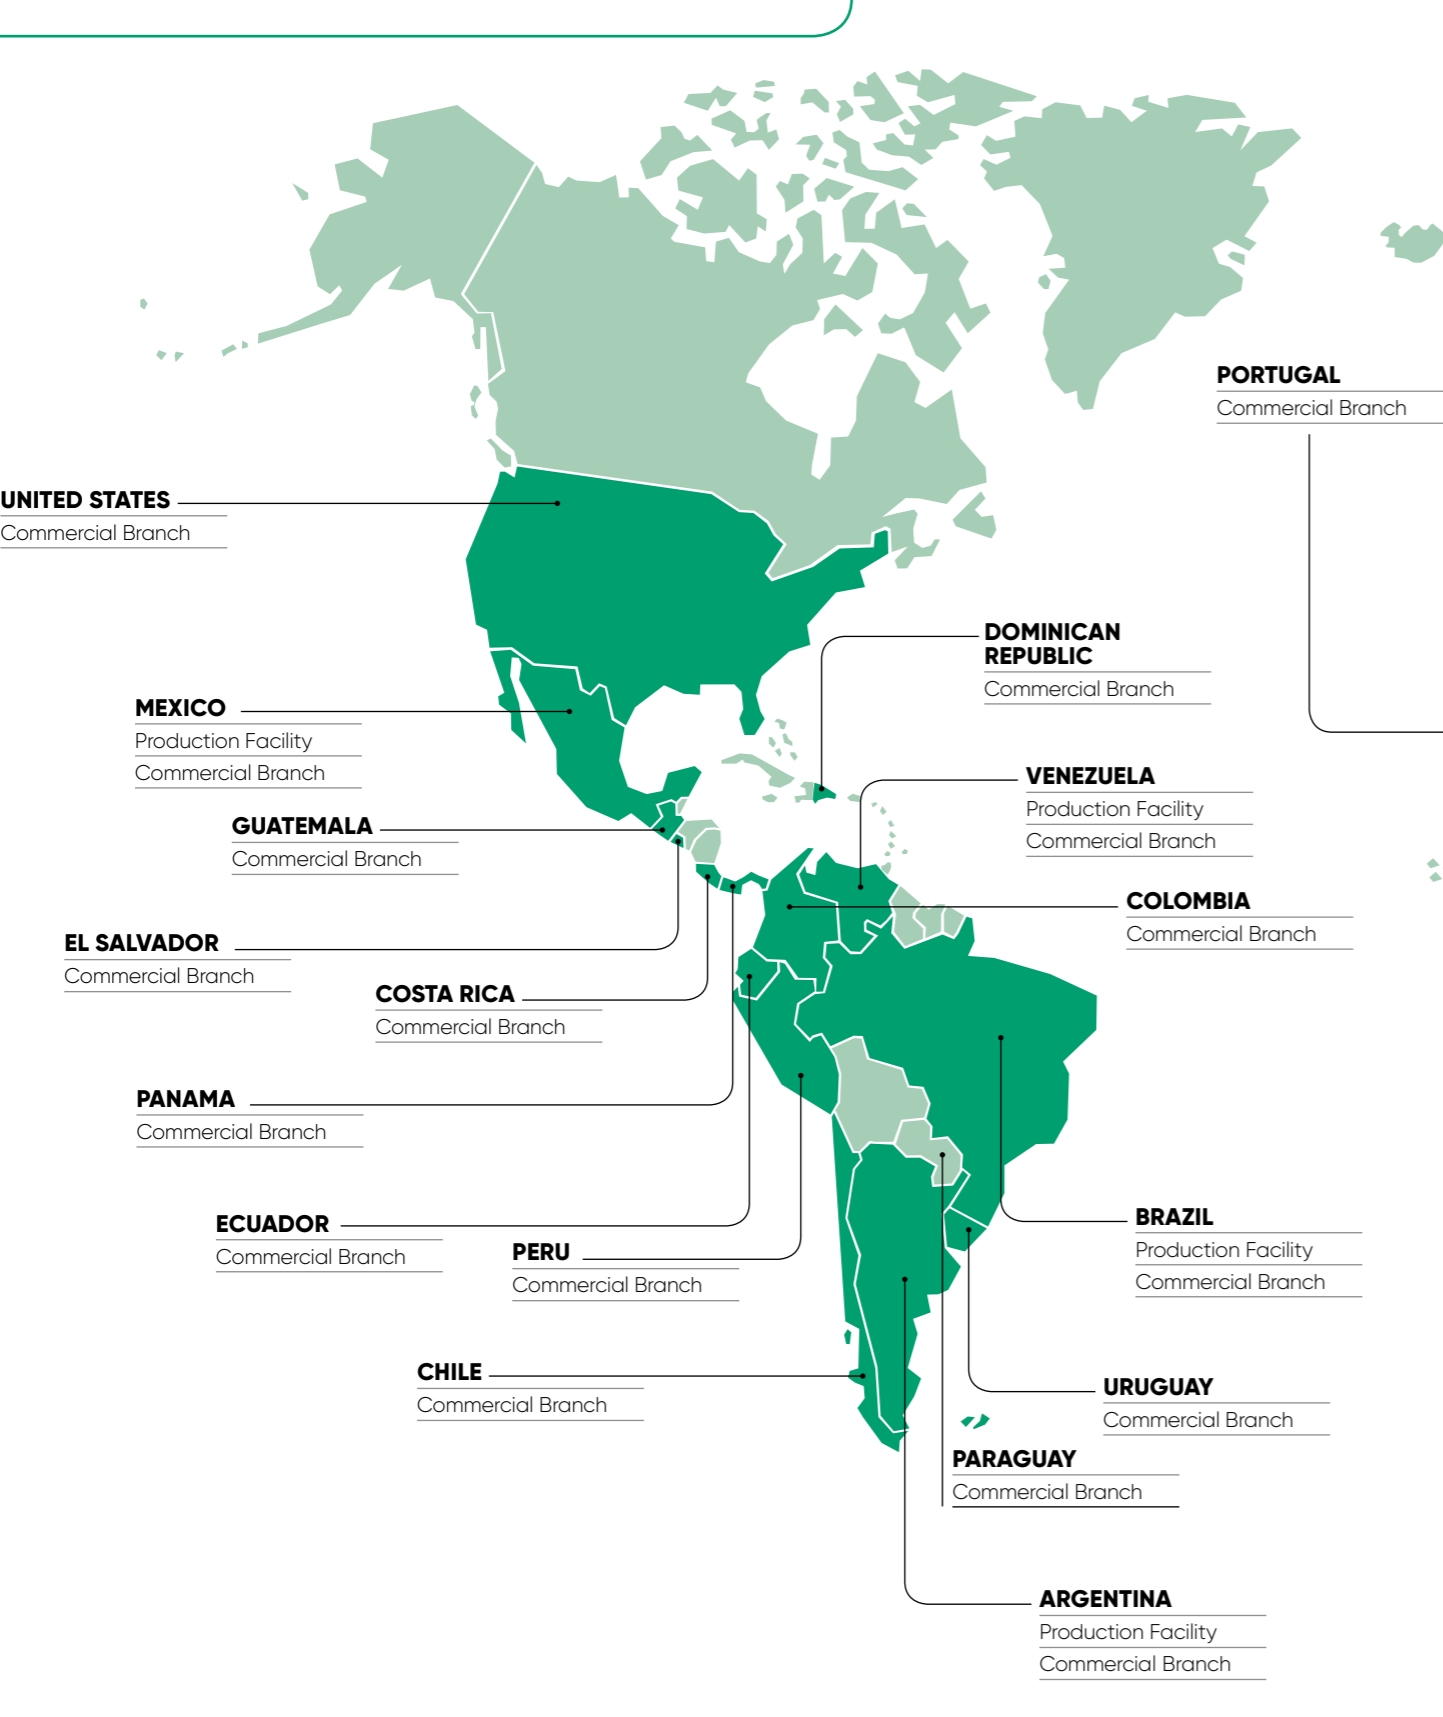 PORTUGAL
Commercial Branch
UNITED STATES
Commercial Branch
DOMINICAN
REPUBLIC
Commercial Branch
MEXICO
Production Facility
Commercial Branch
VENEZUELA
Production Facility
Commercial Branch
GUATEMALA
Commercial Branch
COLOMBIA
Commercial Branch
EL SALVADOR
Commercial Branch
COSTA RICA
Commercial Branch
PANAMA
Commercial Branch
ECUADOR
Commercial Branch
PERU
Commercial Branch
BRAZIL
Production Facility
Commercial Branch
CHILE
Commercial Branch
URUGUAY
Commercial Branch
PARAGUAY
Commercial Branch
ARGENTINA
Production Facility
Commercial Branch